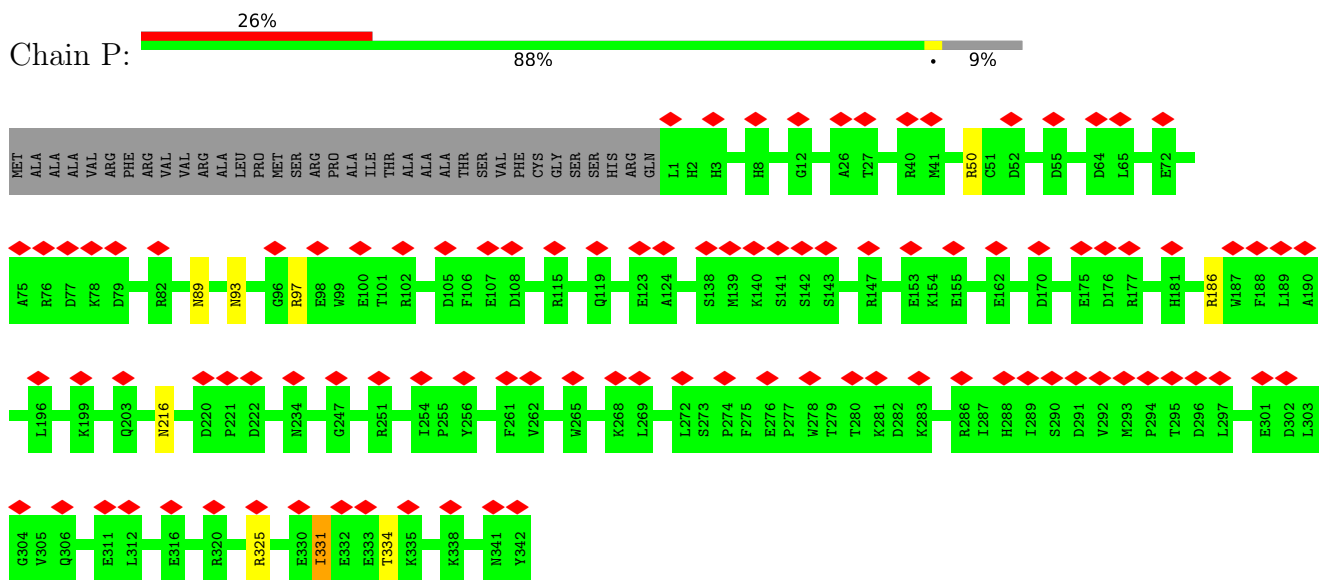 26%
Chain P:
88% • 9%
MET ALA ALA ALA VAL ARG PHE ARG VAL VAL ARG ALA LEU PRO MET SER ARG PRO ALA ILE THR ALA ALA ALA THR SER VAL PHE CYS GLY SER SER HIS ARG GLN L1 H2 H3 H8 G12 A26 T27 R40 M41 R50 C51 D52 D55 D64 L65 E72
A75 R76 D77 K78 D79 R82 N89 N93 G96 R97 E98 W99 E100 T101 R102 D105 F106 E107 D108 R115 Q119 E123 A124 S138 M139 K140 S141 S142 S143 R147 E153 K154 E155 E162 D170 E175 D176 R177 H181 R186 W187 F188 L189 A190
L196 K199 Q203 N216 D220 P221 D222 N234 G247 R251 I254 P255 Y256 F261 V262 W265 K268 L269 L272 S273 P274 F275 E276 P277 W278 T279 T280 K281 D282 K283 R286 I287 H288 I289 S290 D291 V292 M293 P294 T295 D296 L297 E301 D302 L303
G304 V305 Q306 E311 L312 E316 R320 R325 E330 I331 E332 E333 T334 K335 K338 N341 Y342